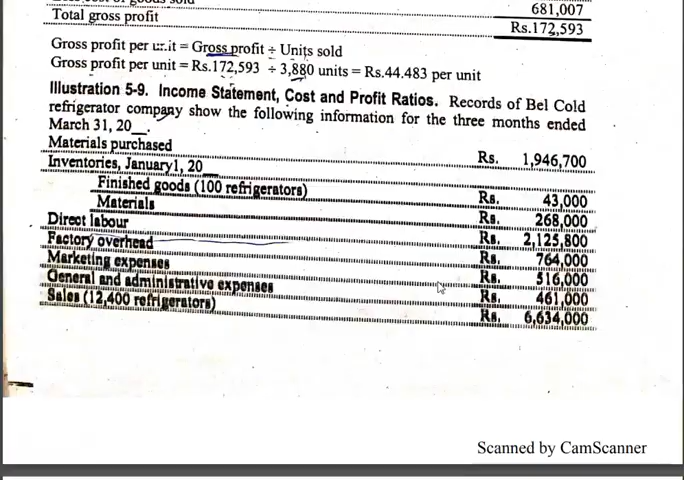 681,007
Total gross profit Rs.172,593
Gross profit per unit = Gross profit ÷ Units sold
Gross profit per unit = Rs.172,593 ÷ 3,880 units = Rs.44.483 per unit
Illustration 5-9. Income Statement, Cost and Profit Ratios. Records of Bel Cold
refrigerator company show the following information for the three months ended
March 31, 20__.
Materials purchased Rs. 1,946,700
Inventories, January1, 20__
Finished goods (100 refrigerators) Rs. 43,000
Materials Rs. 268,000
Direct labour Rs. 2,125,800
Factory overhead Rs. 764,000
Marketing expenses Rs. 516,000
General and administrative expenses Rs. 461,000
Sales (12,400 refrigerators) Rs. 6,634,000
Scanned by CamScanner